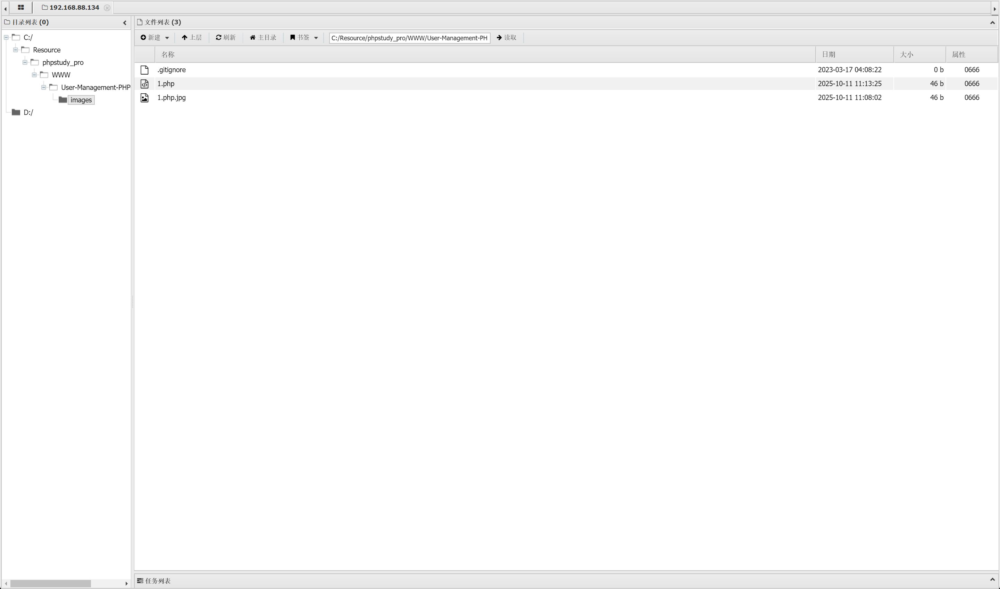 192.168.88.134
目录列表 (0)
文件列表 (3)
新建 上层 刷新 主目录 书签 C:/Resource/phpstudy_pro/WWW/User-Management-PH 读取
C:/
Resource
phpstudy_pro
WWW
User-Management-PHP-
images
D:/
名称 日期 大小 属性
.gitignore 2023-03-17 04:08:22 0 b 0666
1.php 2025-10-11 11:13:25 46 b 0666
1.php.jpg 2025-10-11 11:08:02 46 b 0666
任务列表